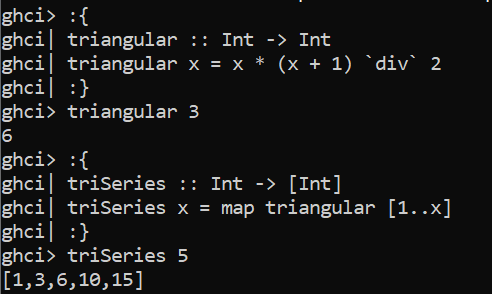 ghci> :{
ghci| triangular :: Int -> Int
ghci| triangular x = x * (x + 1) `div` 2
ghci| :}
ghci> triangular 3
6
ghci> :{
ghci| triSeries :: Int -> [Int]
ghci| triSeries x = map triangular [1..x]
ghci| :}
ghci> triSeries 5
[1,3,6,10,15]